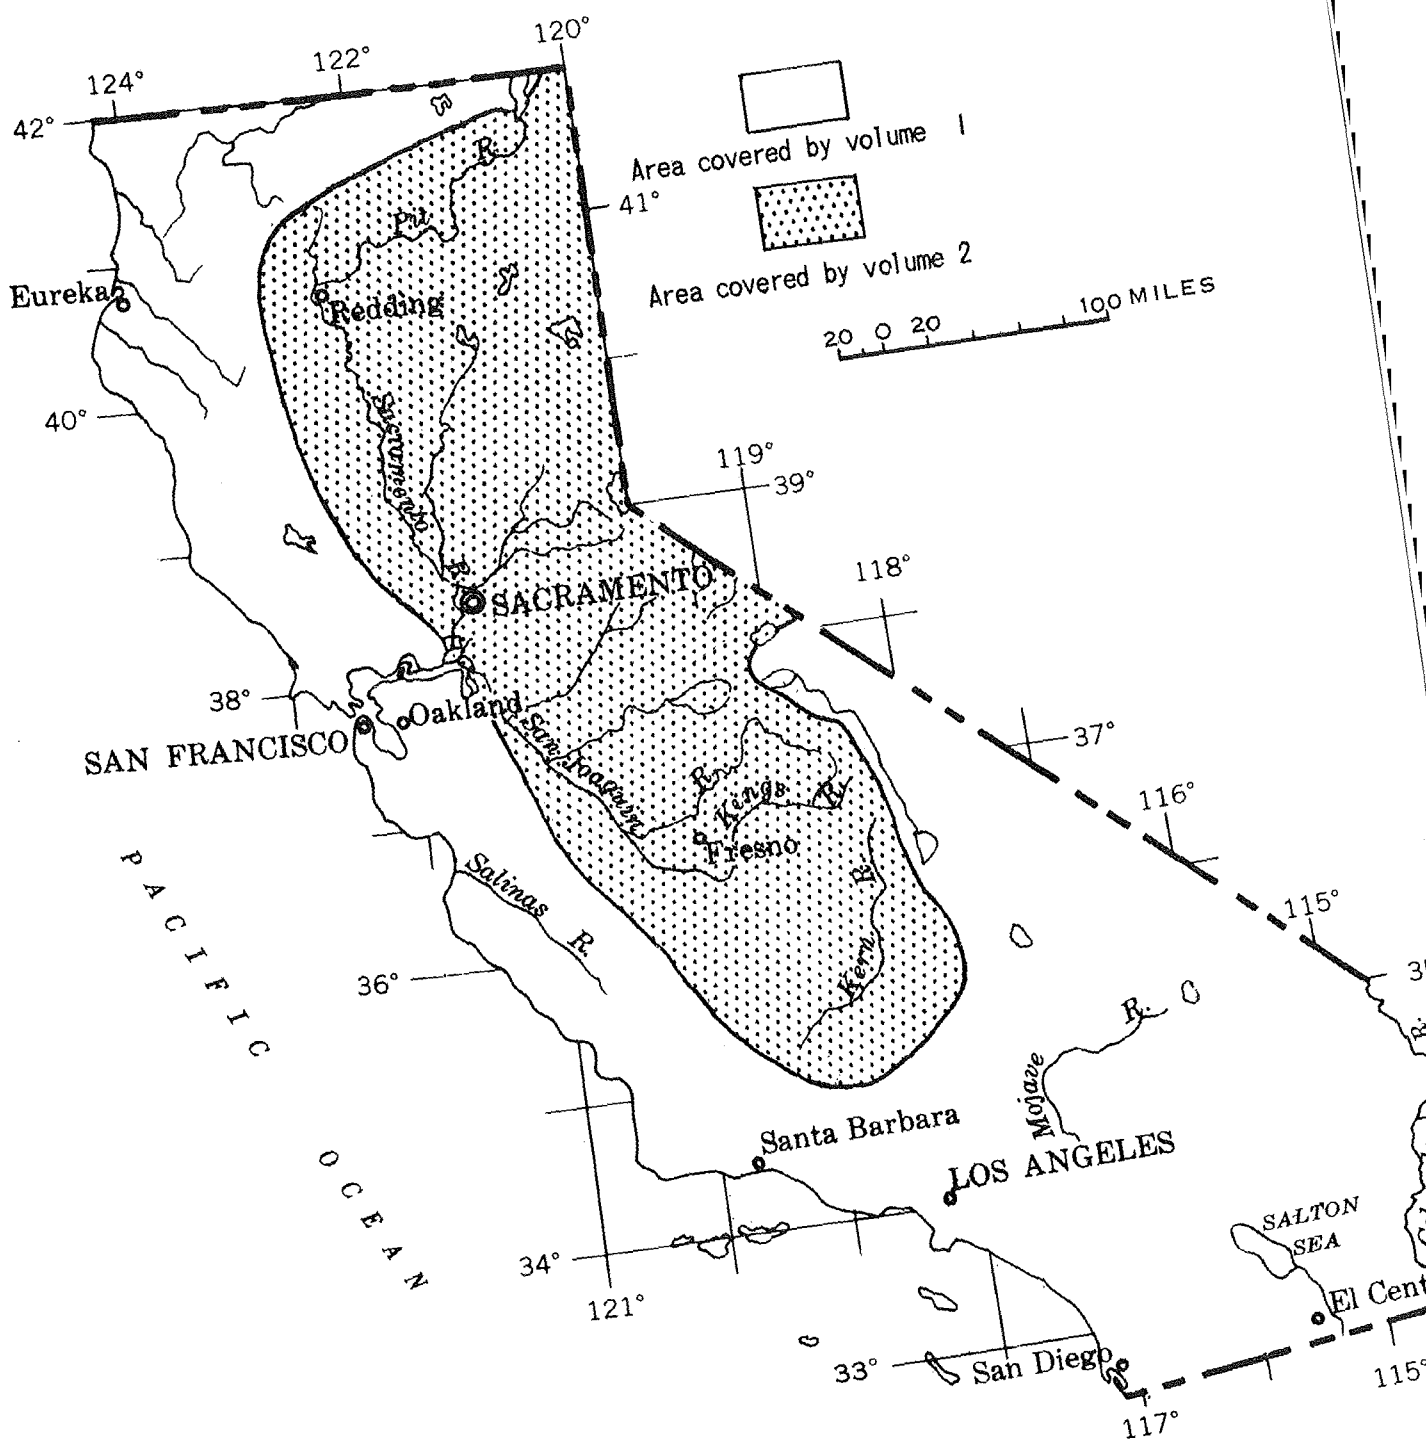 120°
122°
124°
42°
Area covered by volume 1
41°
Area covered by volume 2
Pit R.
Eureka
Redding
20 0 20 100 MILES
40°
Sacramento R.
119°
39°
118°
SACRAMENTO
38°
Oakland
SAN FRANCISCO
37°
San Joaquin R.
Kings R.
116°
Fresno
Salinas R.
Kern R.
115°
PACIFIC OCEAN
36°
R.
Mojave R.
Santa Barbara
LOS ANGELES
SALTON
SEA
34°
121°
El Cent
33°
San Diego
117°
115°